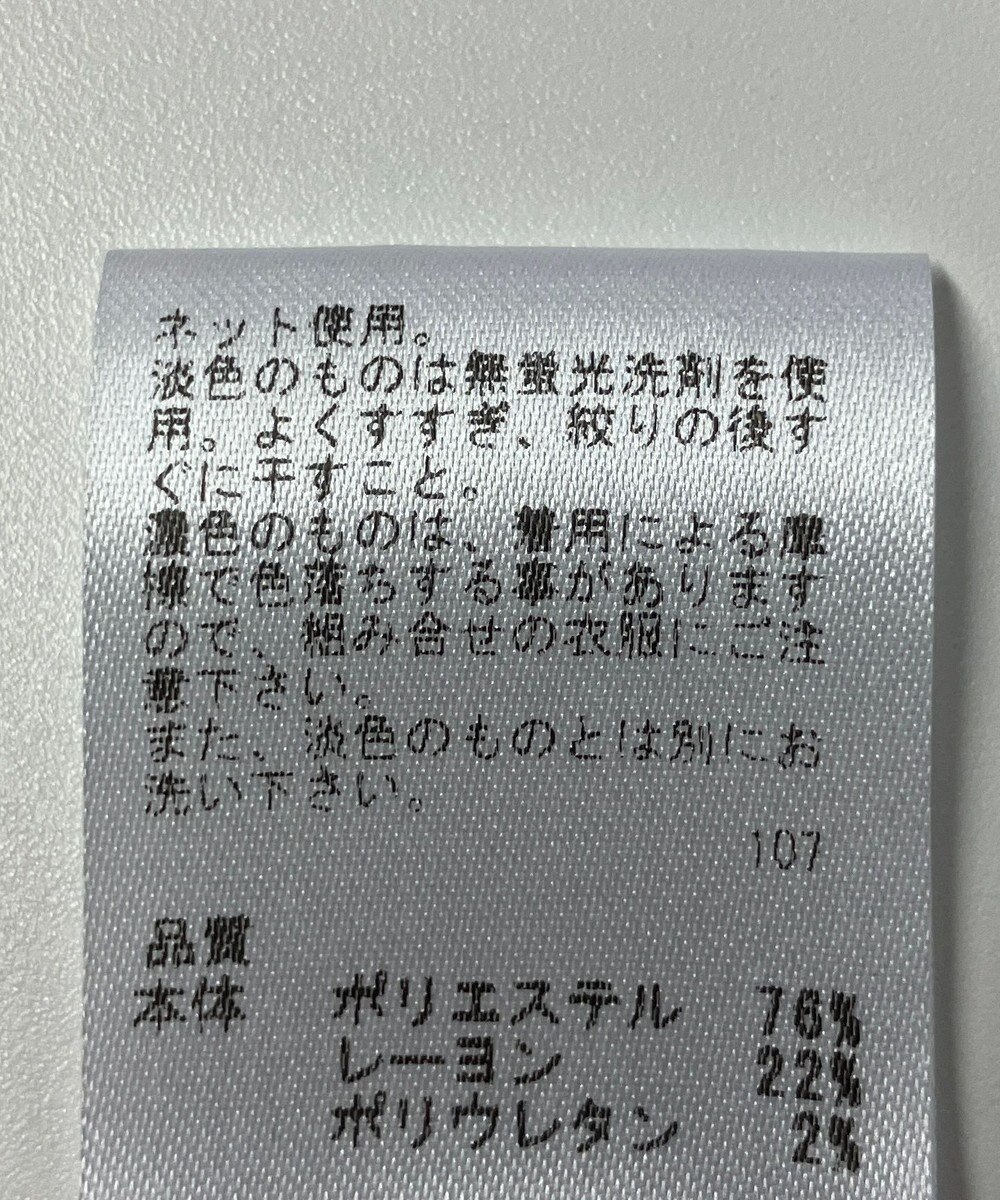 ネット使用。
淡色のものは無蛍光洗剤を使
用。よくすすぎ、絞りの後す
ぐに干すこと。
濃色のものは、着用による摩
擦で色落ちする事があります
ので、組み合せの衣服にご注
意下さい。
また、淡色のものとは別にお
洗い下さい。
107
品質
本体 ポリエステル 76%
レーヨン 22%
ポリウレタン 2%